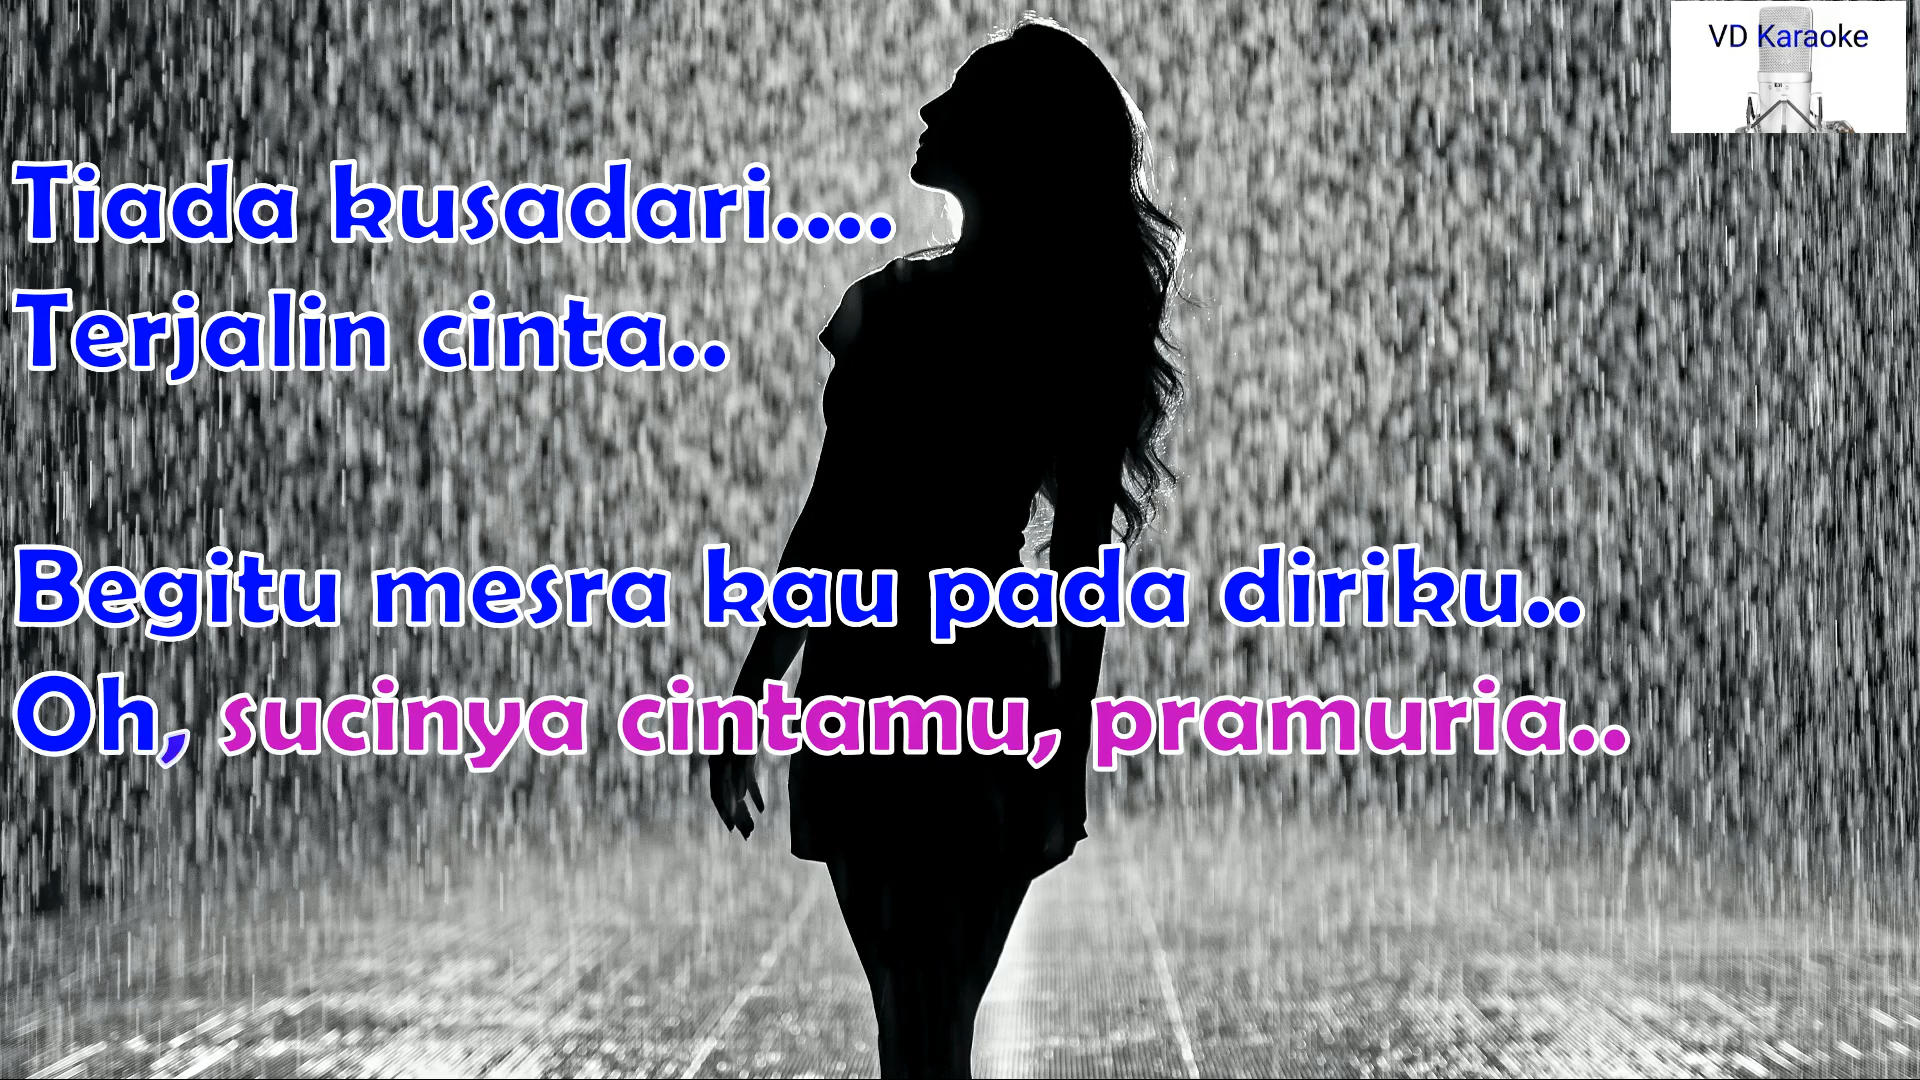 VD Karaoke
Tiada kusadari....
Terjalin cinta..
Begitu mesra kau pada diriku..
Oh, sucinya cintamu, pramuria..